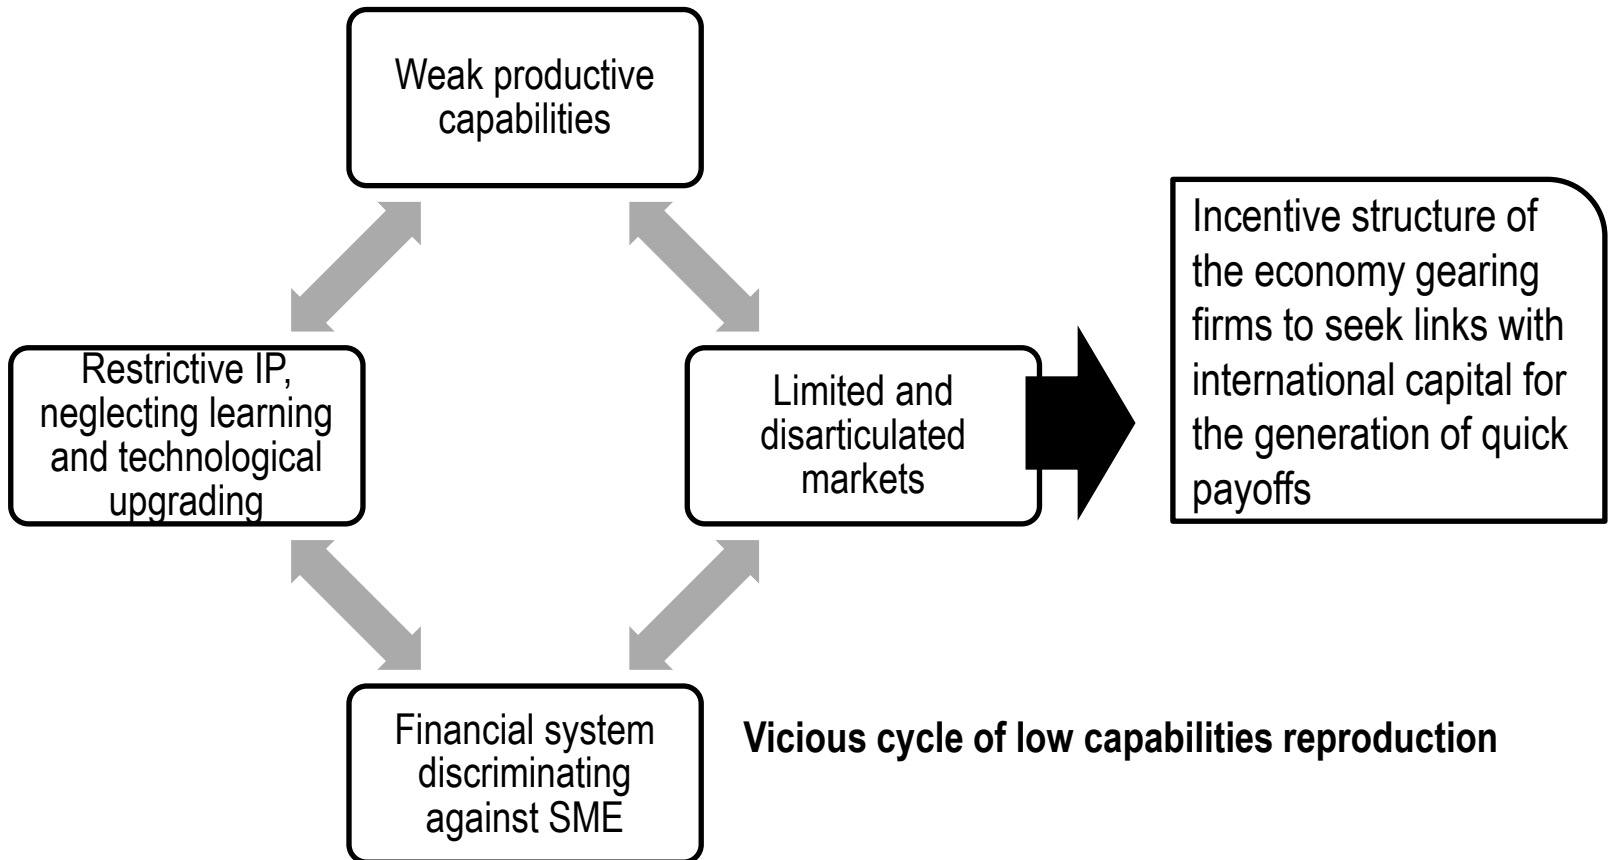 Weak productive
capabilities
Restrictive IP,
neglecting learning
and technological
upgrading
Limited and
disarticulated
markets
Incentive structure of
the economy gearing
firms to seek links with
international capital for
the generation of quick
payoffs
Financial system
discriminating
against SME
Vicious cycle of low capabilities reproduction